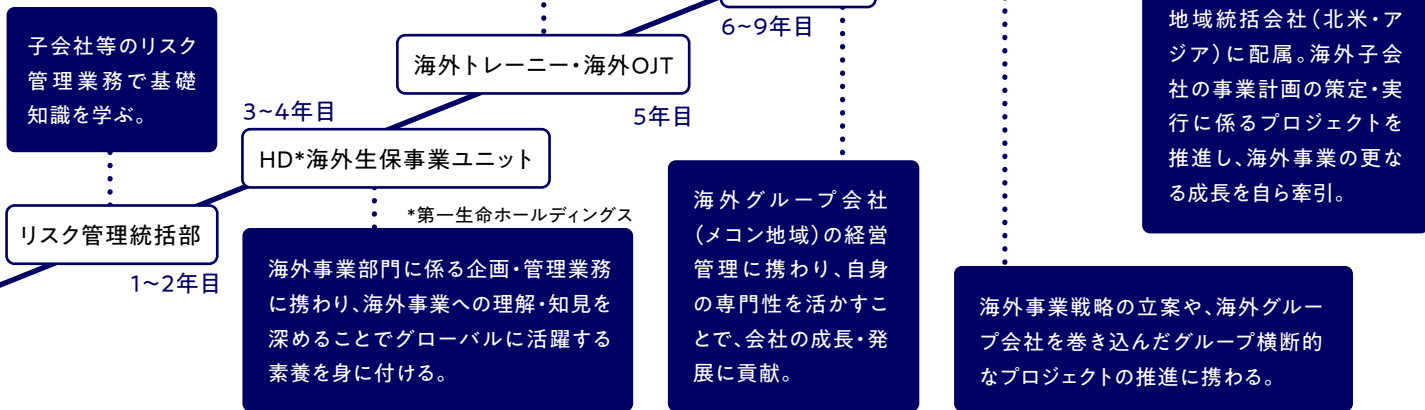 子会社等のリスク
管理業務で基礎
知識を学ぶ。
リスク管理統括部
1~2年目
3~4年目
HD*海外生保事業ユニット
*第一生命ホールディングス
海外事業部門に係る企画・管理業務
に携わり、海外事業への理解・知見を
深めることでグローバルに活躍する
素養を身に付ける。
海外トレーニー・海外OJT
5年目
6~9年目
海外グループ会社
(メコン地域)の経営
管理に携わり、自身
の専門性を活かすこ
とで、会社の成長・発
展に貢献。
海外事業戦略の立案や、海外グルー
プ会社を巻き込んだグループ横断的
なプロジェクトの推進に携わる。
地域統括会社(北米・ア
ジア)に配属。海外子会
社の事業計画の策定・実
行に係るプロジェクトを
推進し、海外事業の更な
る成長を自ら牽引。